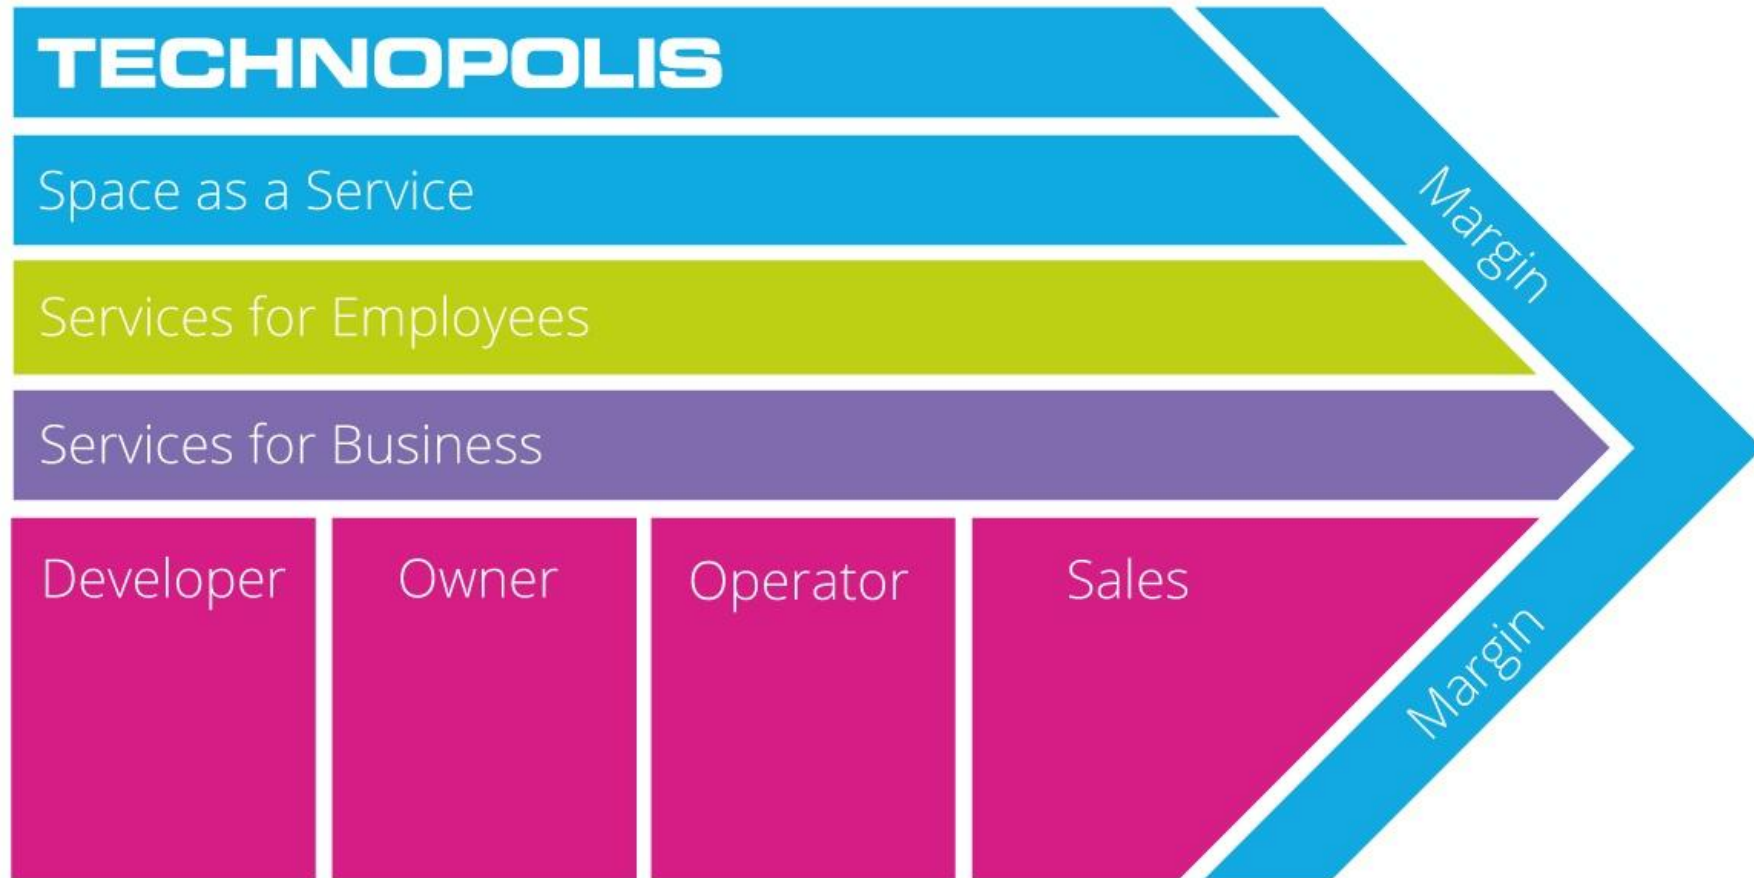 TECHNOPOLIS
Space as a Service
Services for Employees
Services for Business
Developer
Owner
Operator
Sales
Margin
Margin